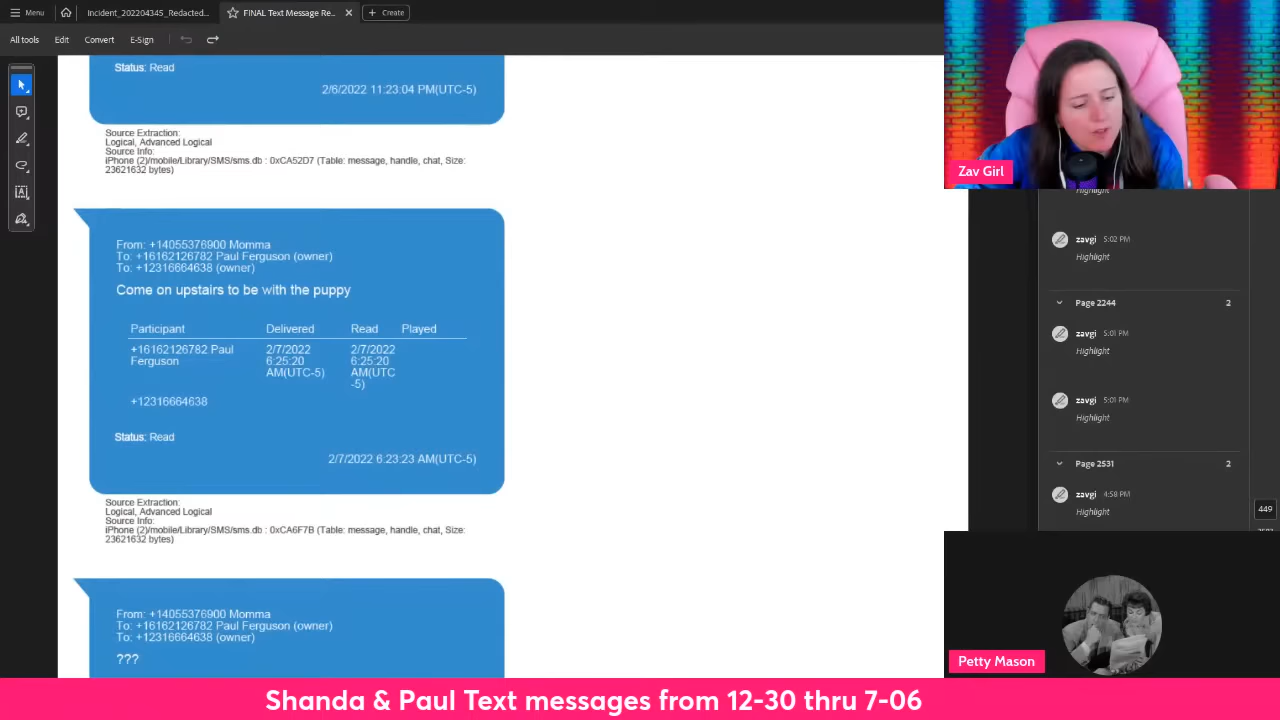 Menu
Incident_202204345_Redacted...
FINAL Text Message Re...
Create
All tools
Edit
Convert
E-Sign
Status: Read
2/6/2022 11:23:04 PM(UTC-5)
Source Extraction:
Logical, Advanced Logical
Source Info:
iPhone (2)/mobile/Library/SMS/sms.db : 0xCA52D7 (Table: message, handle, chat, Size:
23621632 bytes)
From: +14055376900 Momma
To: +16162126782 Paul Ferguson (owner)
To: +12316664638 (owner)
Come on upstairs to be with the puppy
Participant Delivered Read Played
+16162126782 Paul 2/7/2022 2/7/2022
Ferguson 6:25:20 6:25:20
AM(UTC-5) AM(UTC
-5)
+12316664638
Status: Read
2/7/2022 6:23:23 AM(UTC-5)
Source Extraction:
Logical, Advanced Logical
Source Info:
iPhone (2)/mobile/Library/SMS/sms.db : 0xCA6F7B (Table: message, handle, chat, Size:
23621632 bytes)
From: +14055376900 Momma
To: +16162126782 Paul Ferguson (owner)
To: +12316664638 (owner)
???
Zav Girl
Highlight
zavgi 5:02 PM
Highlight
Page 2244 2
zavgi 5:01 PM
Highlight
zavgi 5:01 PM
Highlight
Page 2531 2
zavgi 4:58 PM
Highlight
449
Petty Mason
Shanda & Paul Text messages from 12-30 thru 7-06